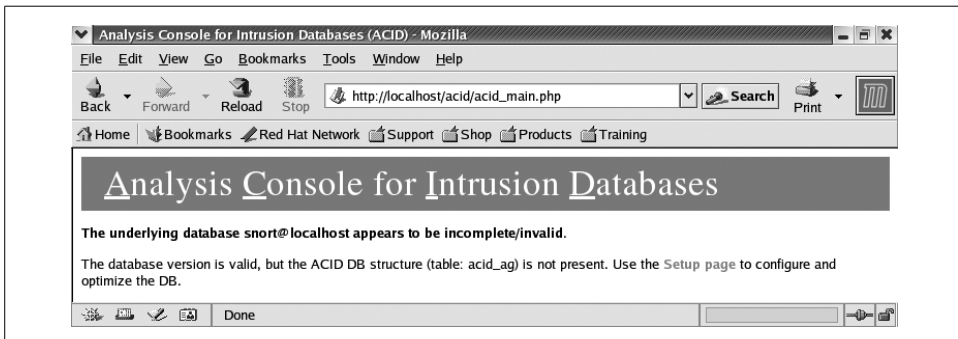 Analysis Console for Intrusion Databases (ACID) - Mozilla
File Edit View Go Bookmarks Tools Window Help
Back Forward Reload Stop http://localhost/acid/acid_main.php Search Print
Home Bookmarks Red Hat Network Support Shop Products Training
Analysis Console for Intrusion Databases
The underlying database snort@localhost appears to be incomplete/invalid.
The database version is valid, but the ACID DB structure (table: acid_ag) is not present. Use the Setup page to configure and
optimize the DB.
Done